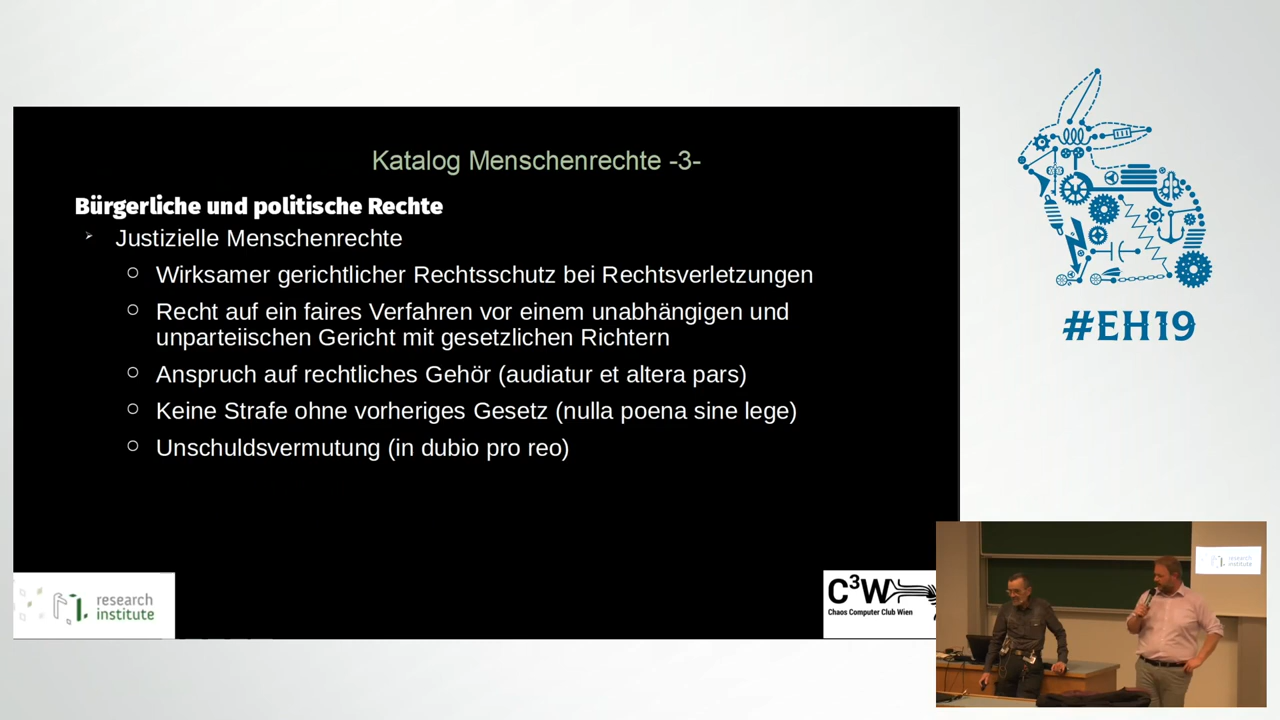 Katalog Menschenrechte -3-
Bürgerliche und politische Rechte
Justizielle Menschenrechte
Wirksamer gerichtlicher Rechtsschutz bei Rechtsverletzungen
Recht auf ein faires Verfahren vor einem unabhängigen und
unparteiischen Gericht mit gesetzlichen Richtern
Anspruch auf rechtliches Gehör (audiatur et altera pars)
Keine Strafe ohne vorheriges Gesetz (nulla poena sine lege)
Unschuldsvermutung (in dubio pro reo)
research
institute
C³W
Chaos Computer Club Wien
#EH19
research
institute